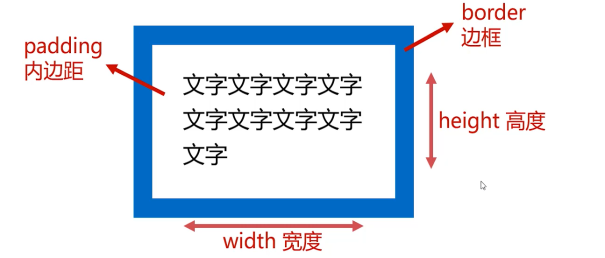 border
边框
padding
内边距
文字文字文字文字
文字文字文字文字
文字
height 高度
width 宽度